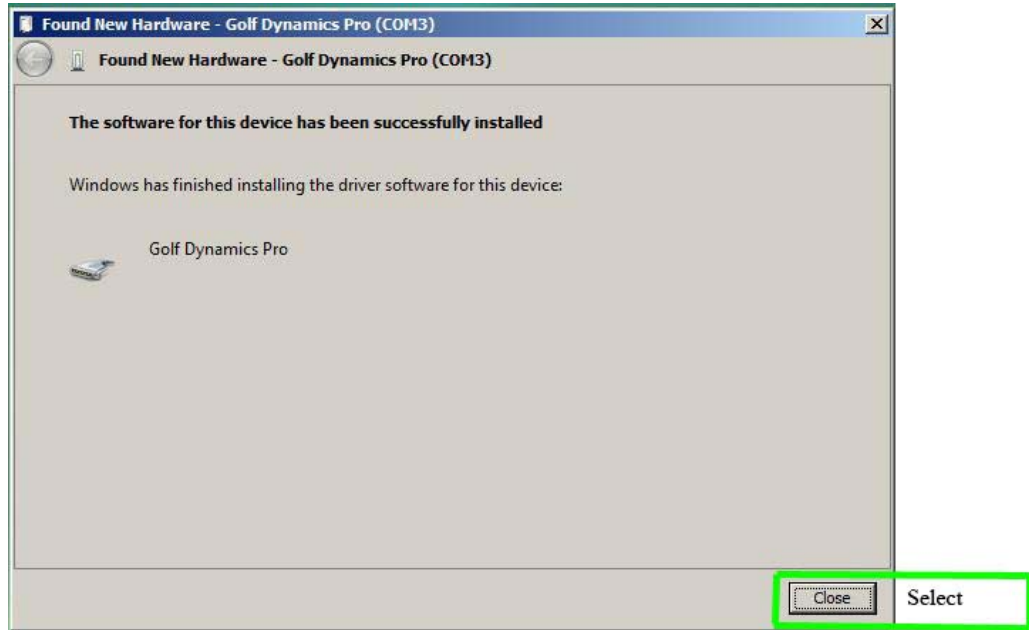 Found New Hardware - Golf Dynamics Pro (COM3)
Found New Hardware - Golf Dynamics Pro (COM3)
The software for this device has been successfully installed
Windows has finished installing the driver software for this device:
Golf Dynamics Pro
Close Select